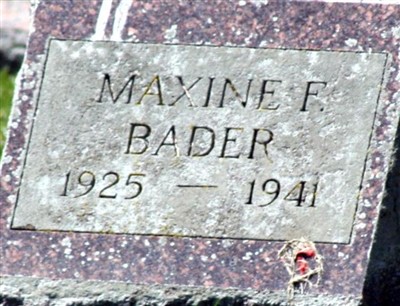 MAXINE F.
BADER
1925 — 1941